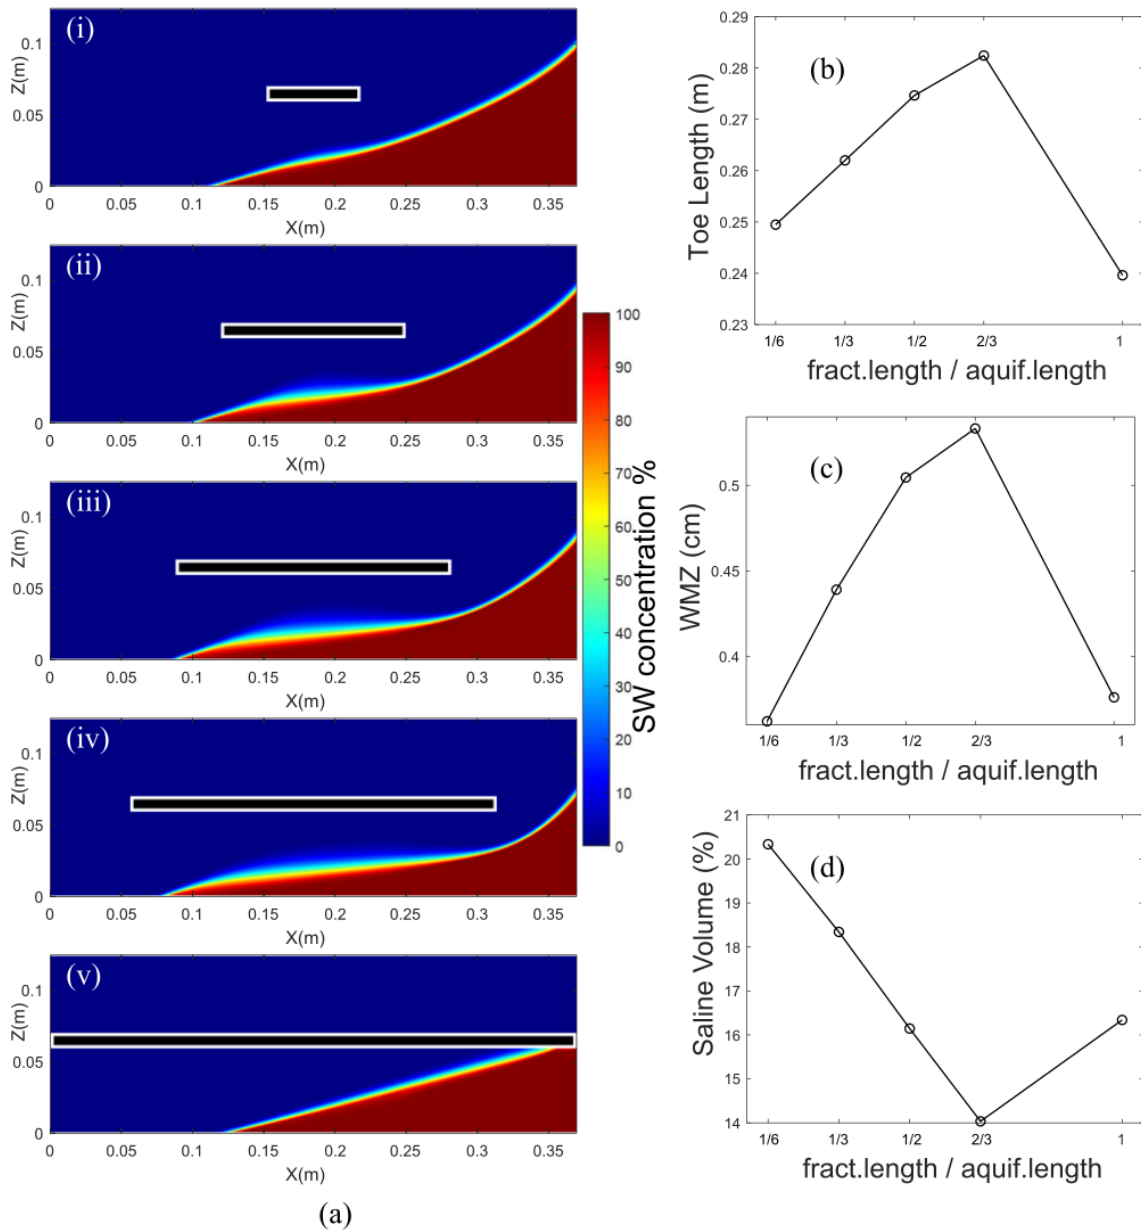 (i)
Z(m)
0.1
0.05
0
0 0.05 0.1 0.15 0.2 0.25 0.3 0.35
X(m)
(ii)
Z(m)
0.1
0.05
0
0 0.05 0.1 0.15 0.2 0.25 0.3 0.35
X(m)
(iii)
Z(m)
0.1
0.05
0
0 0.05 0.1 0.15 0.2 0.25 0.3 0.35
X(m)
(iv)
Z(m)
0.1
0.05
0
0 0.05 0.1 0.15 0.2 0.25 0.3 0.35
X(m)
(v)
Z(m)
0.1
0.05
0
0 0.05 0.1 0.15 0.2 0.25 0.3 0.35
X(m)
(a)
100
90
80
70
60
50
40
30
20
10
0
SW concentration %
(b)
Toe Length (m)
0.29
0.28
0.27
0.26
0.25
0.24
0.23
1/6 1/3 1/2 2/3 1
fract.length / aquif.length
(c)
WMZ (cm)
0.5
0.45
0.4
1/6 1/3 1/2 2/3 1
fract.length / aquif.length
(d)
Saline Volume (%)
21
20
19
18
17
16
15
14
1/6 1/3 1/2 2/3 1
fract.length / aquif.length